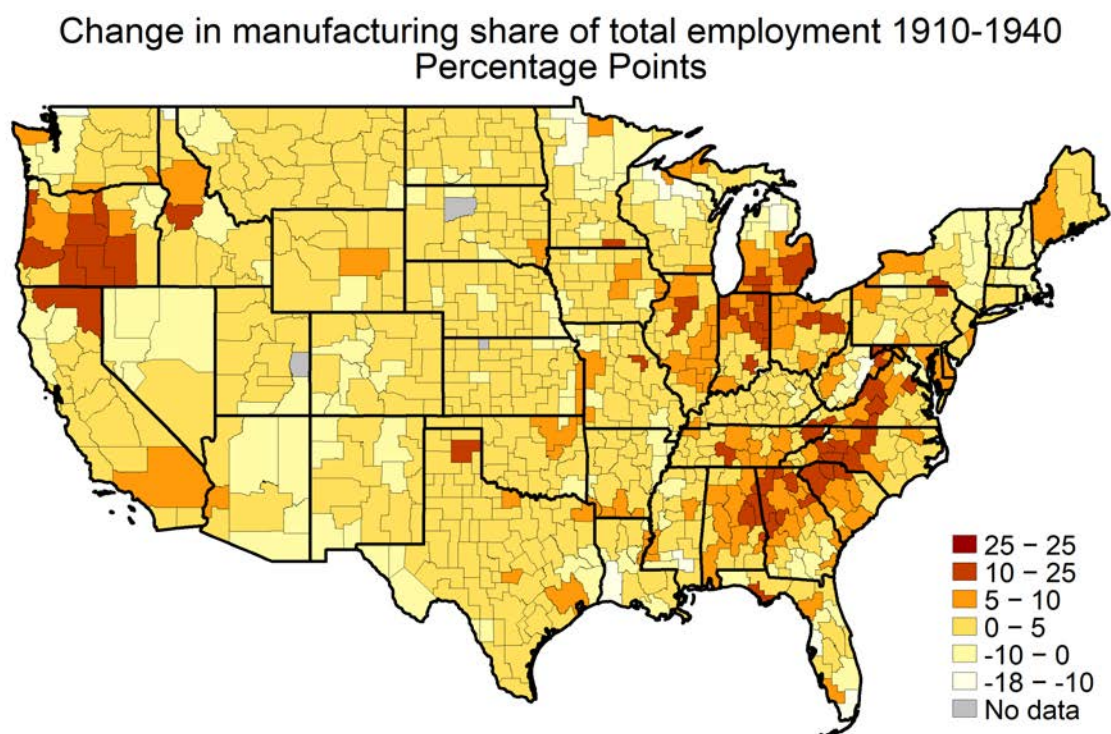 Change in manufacturing share of total employment 1910-1940
Percentage Points
25 − 25
10 − 25
5 − 10
0 − 5
-10 − 0
-18 − -10
No data